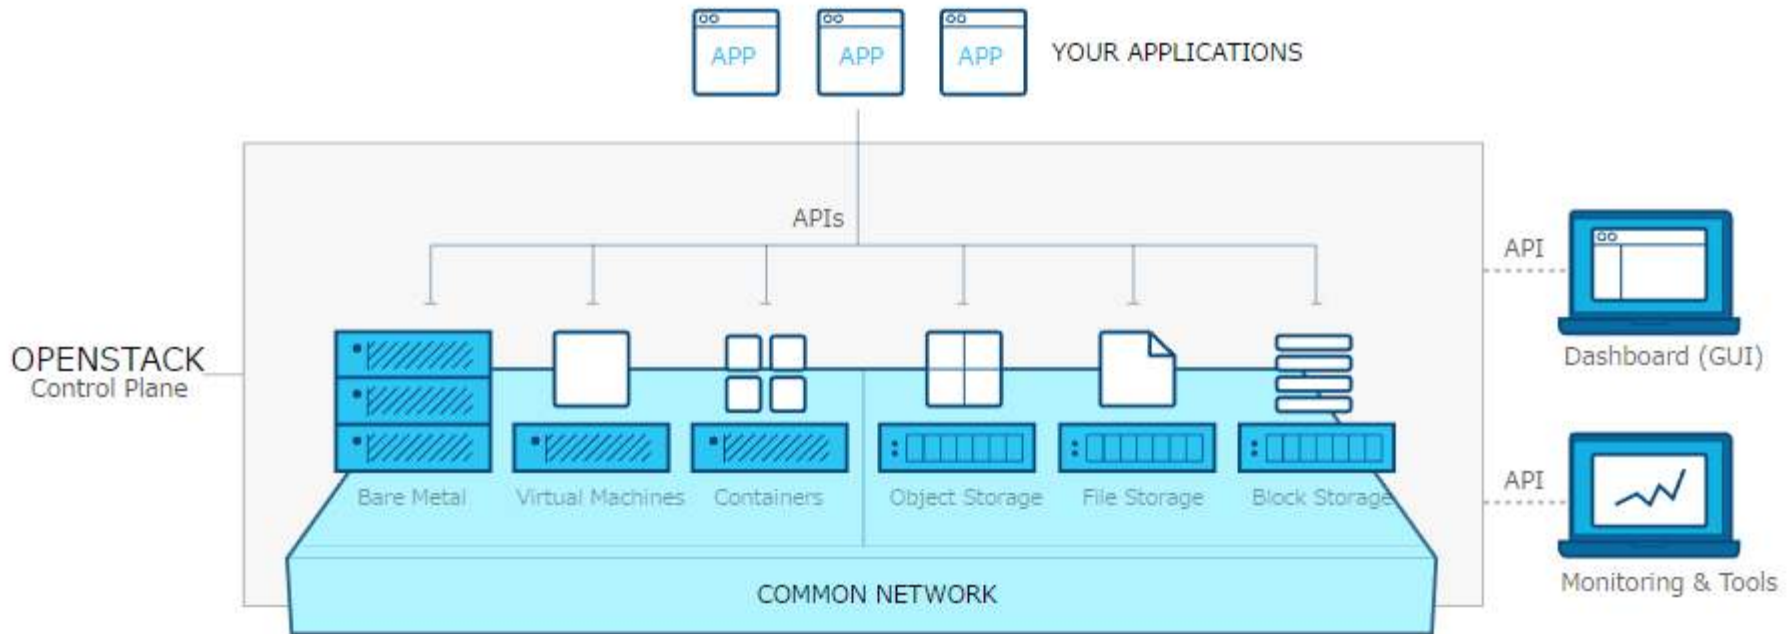 APP APP APP YOUR APPLICATIONS
APIs
API
OPENSTACK
Control Plane
Dashboard (GUI)
API
Bare Metal Virtual Machines Containers Object Storage File Storage Block Storage
Monitoring & Tools
COMMON NETWORK